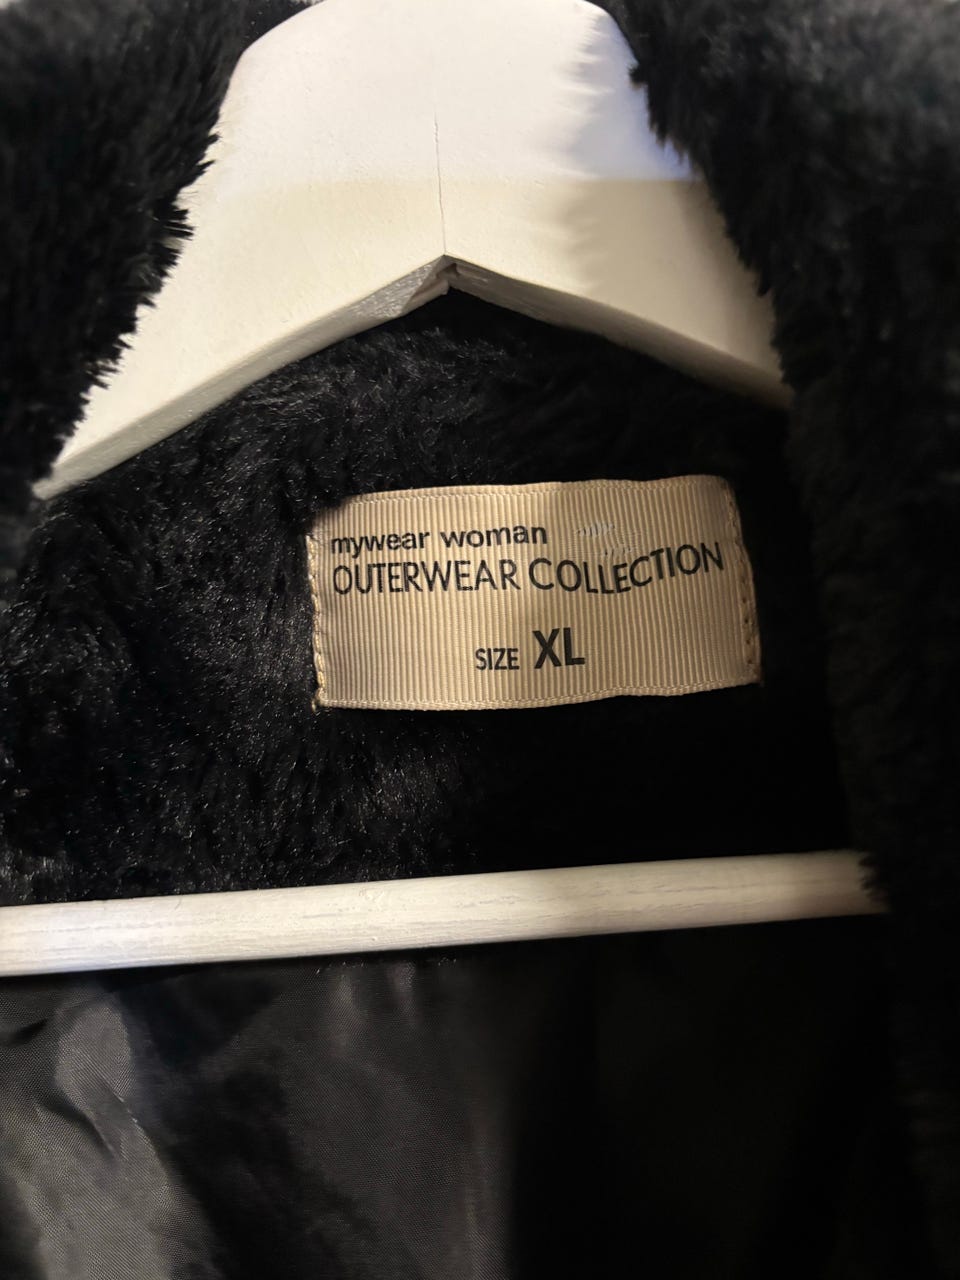 mywear woman
OUTERWEAR COLLECTION
SIZE XL